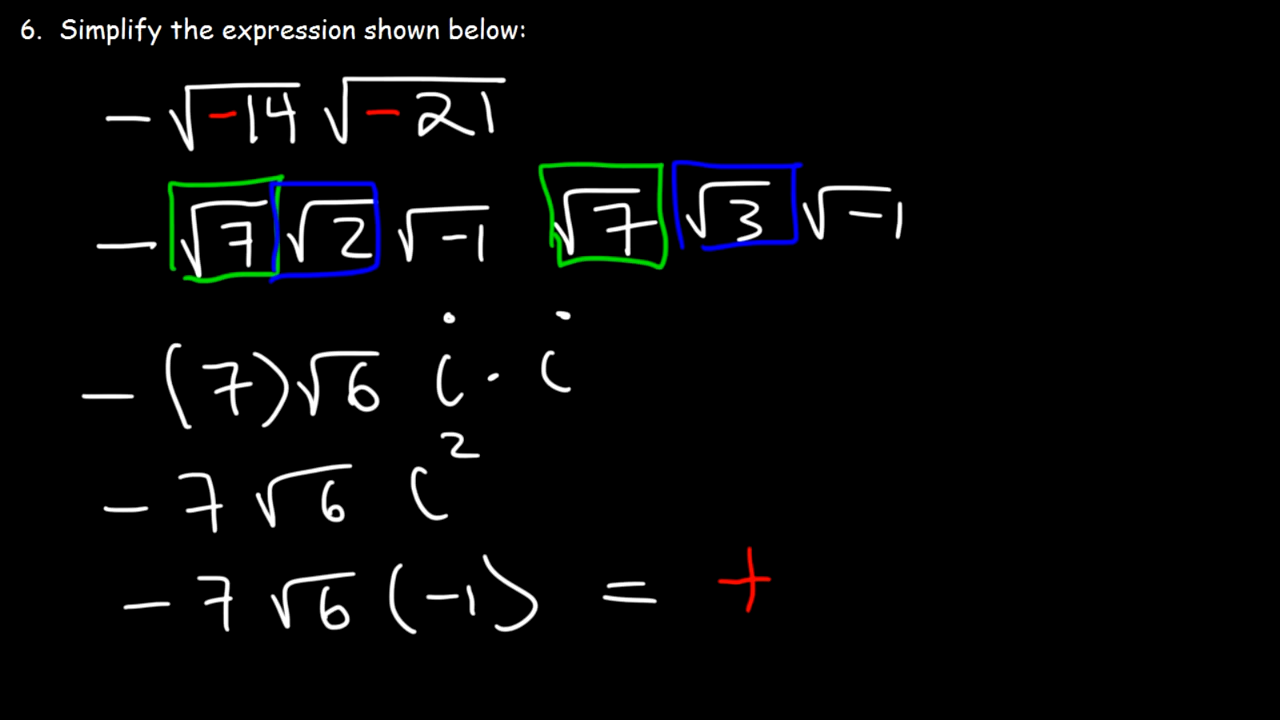 6. Simplify the expression shown below:
− √−14 √−21
− √7 √2 √−1 √7 √3 √−1
− (7)√6 i · i
− 7 √6 i²
− 7 √6 (−1) = +